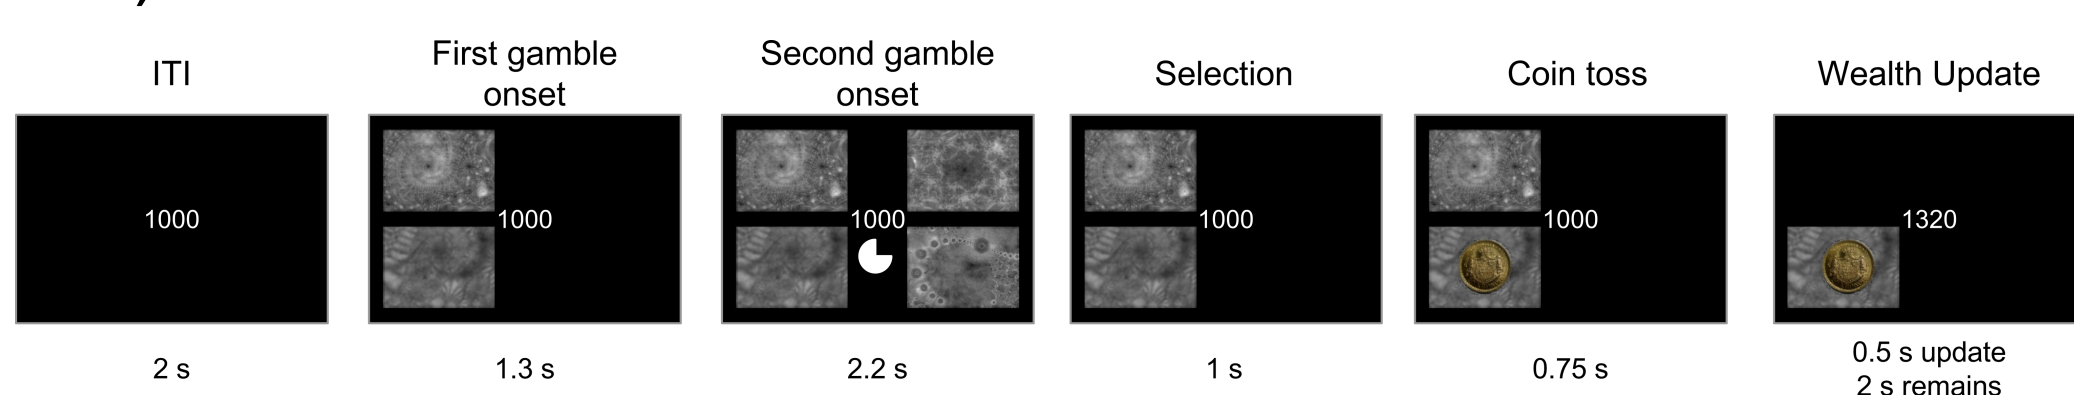 ITI
First gamble
onset
Second gamble
onset
Selection
Coin toss
Wealth Update
1000
1000
1000
1000
1000
1320
2 s
1.3 s
2.2 s
1 s
0.75 s
0.5 s update
2 s remains